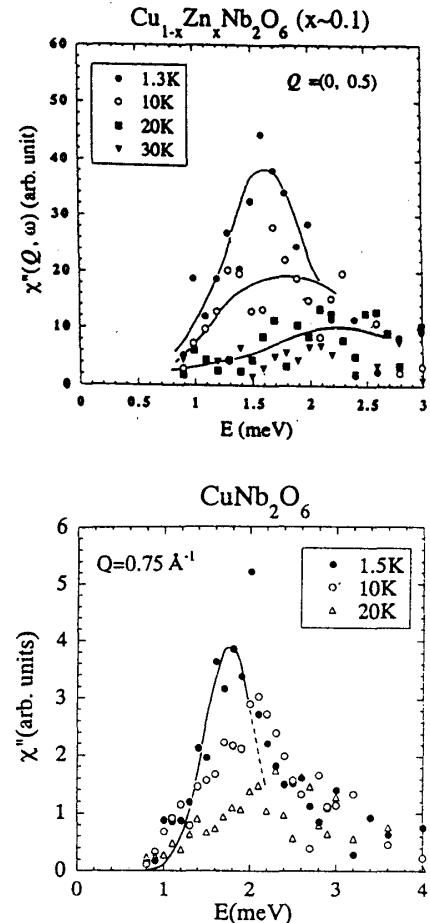 Cu₁₋ₓZnₓNb₂O₆ (x~0.1)
60
50
40
30
20
10
0
χ"(Q, ω) (arb. unit)
1.3K
10K
20K
30K
Q =(0, 0.5)
0 0.5 1 1.5 2 2.5 3
E (meV)
CuNb₂O₆
6
5
4
3
2
1
0
χ"(arb. units)
Q=0.75 Å⁻¹
1.5K
10K
20K
0 1 2 3 4
E(meV)